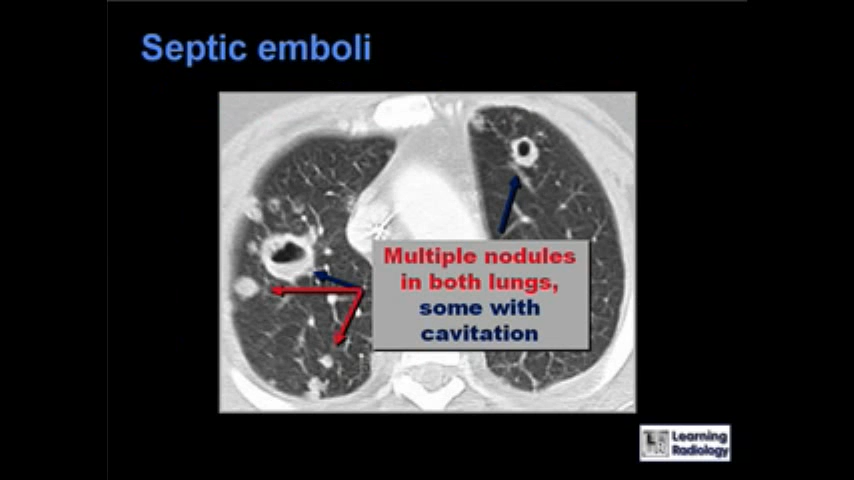 Septic emboli
Multiple nodules
in both lungs,
some with
cavitation
Learning
Radiology